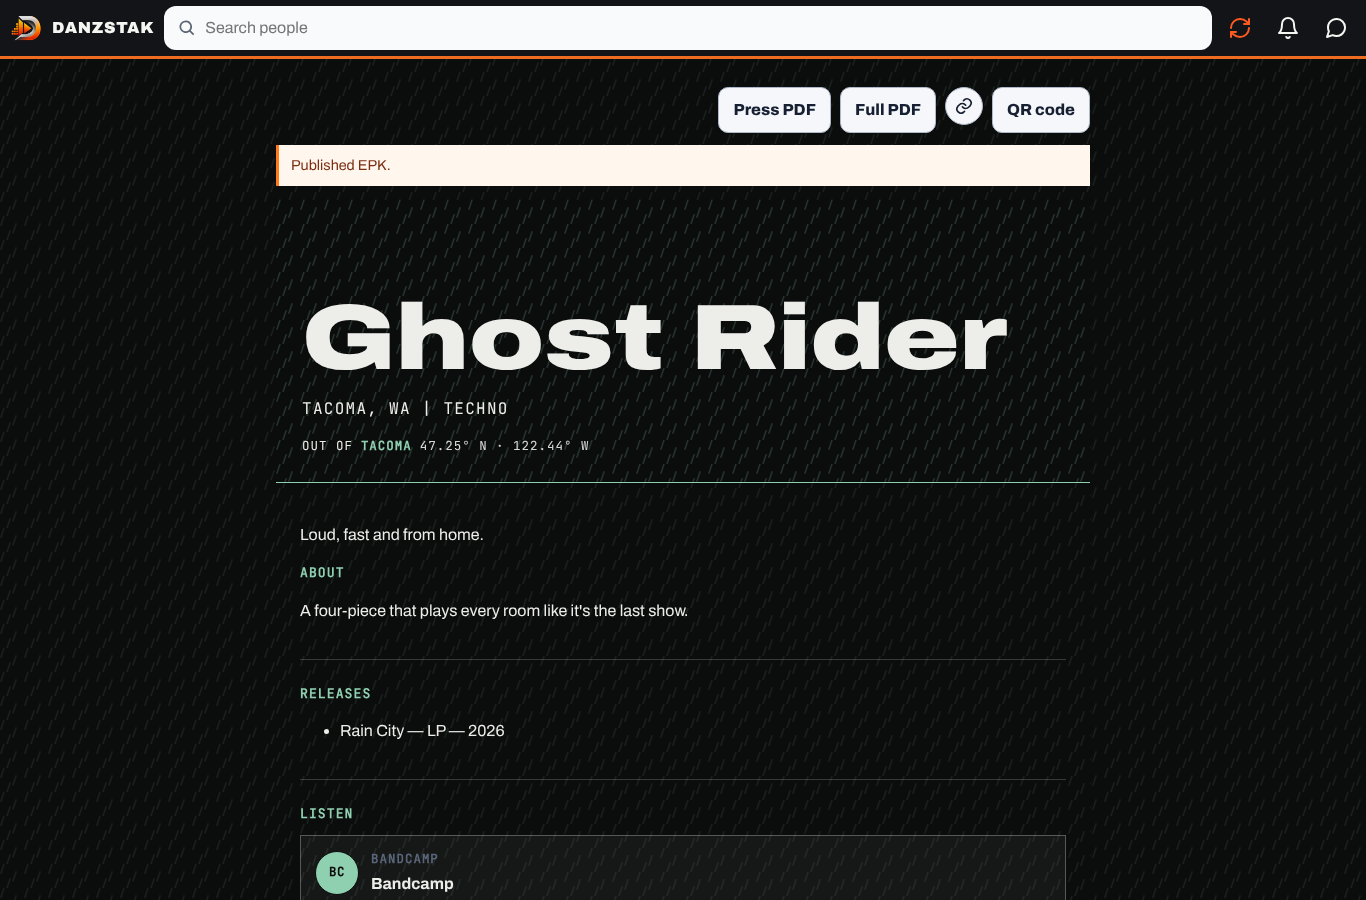 DANZSTAK
Search people
Press PDF
Full PDF
QR code
Published EPK.
Ghost Rider
TACOMA, WA | TECHNO
OUT OF TACOMA 47.25° N · 122.44° W
Loud, fast and from home.
ABOUT
A four-piece that plays every room like it's the last show.
RELEASES
• Rain City — LP — 2026
LISTEN
BC
BANDCAMP
Bandcamp